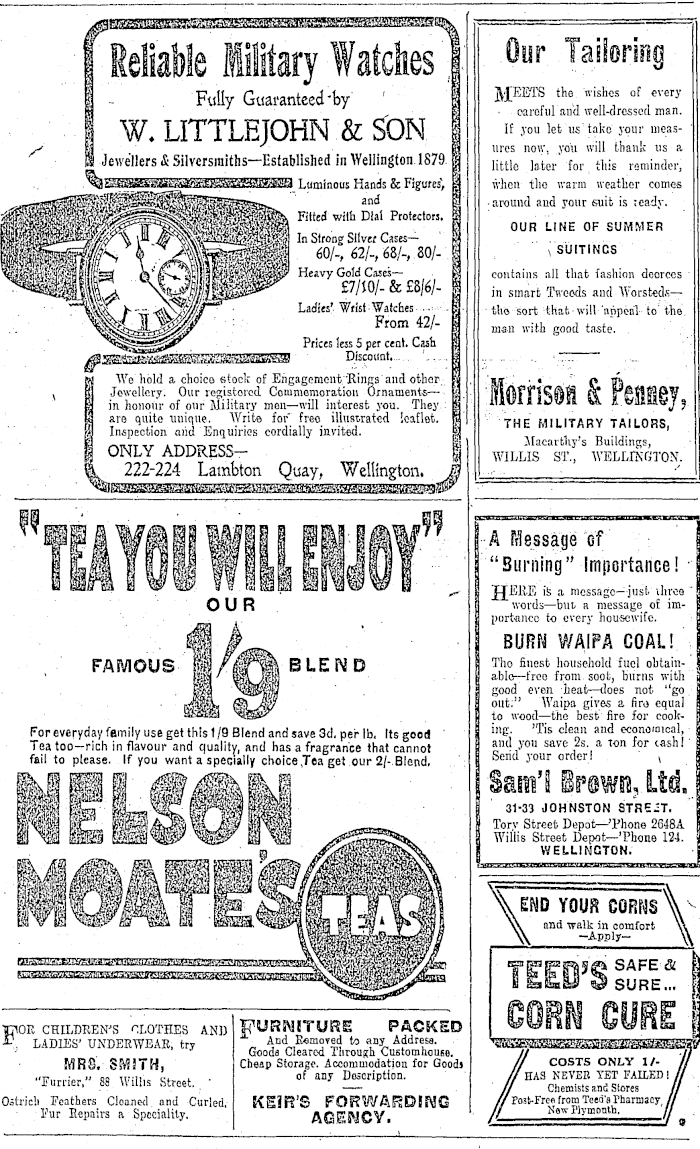 Reliable Military Watches
Fully Guaranteed by
W. LITTLEJOHN & SON
Jewellers & Silversmiths—Established in Wellington 1879
Luminous Hands & Figures,
and
Fitted with Dial Protectors.
In Strong Silver Cases—
60/-, 62/-, 68/-, 80/-
Heavy Gold Cases—
£7/10/- & £8/6/-
Ladies' Wrist Watches
From 42/-
Prices less 5 per cent. Cash
Discount.
We hold a choice stock of Engagement Rings and other
Jewellery. Our registered Commemoration Ornaments—
in honour of our Military men—will interest you. They
are quite unique. Write for free illustrated leaflet.
Inspection and Enquiries cordially invited.
ONLY ADDRESS—
222-224 Lambton Quay, Wellington.
"TEA YOU WILL ENJOY"
OUR
FAMOUS 1/9 BLEND
For everyday family use get this 1/9 Blend and save 3d. per lb. Its good
Tea too—rich in flavour and quality, and has a fragrance that cannot
fail to please. If you want a specially choice Tea get our 2/- Blend.
NELSON
MOATE'S
TEAS
FOR CHILDREN'S CLOTHES AND
LADIES' UNDERWEAR, try
MRS. SMITH,
"Furrier," 88 Willis Street.
Ostrich Feathers Cleaned and Curled.
Fur Repairs a Speciality.
FURNITURE PACKED
And Removed to any Address.
Goods Cleared Through Customhouse.
Cheap Storage. Accommodation for Goods
of any Description.
KEIR'S FORWARDING
AGENCY.
Our Tailoring
MEETS the wishes of every
careful and well-dressed man.
If you let us take your meas-
ures now, you will thank us a
little later for this reminder,
when the warm weather comes
around and your suit is ready.
OUR LINE OF SUMMER
SUITINGS
contains all that fashion decrees
in smart Tweeds and Worsteds—
the sort that will appeal to the
man with good taste.
Morrison & Penney,
THE MILITARY TAILORS,
Macarthy's Buildings,
WILLIS ST., WELLINGTON.
A Message of
"Burning" Importance!
HERE is a message—just three
words—but a message of im-
portance to every housewife.
BURN WAIPA COAL!
The finest household fuel obtain-
able—free from soot, burns with
good even heat—does not "go
out." Waipa gives a fire equal
to wood—the best fire for cook-
ing. 'Tis clean and economical,
and you save 2s. a ton for cash!
Send your order!
Sam'l Brown, Ltd.
31-33 JOHNSTON STREET.
Tory Street Depot—'Phone 2648A
Willis Street Depot—'Phone 124.
WELLINGTON.
END YOUR CORNS
and walk in comfort
—Apply—
TEED'S SAFE &
SURE...
CORN CURE
COSTS ONLY 1/-
HAS NEVER YET FAILED!
Chemists and Stores
Post-Free from Teed's Pharmacy,
New Plymouth.
9